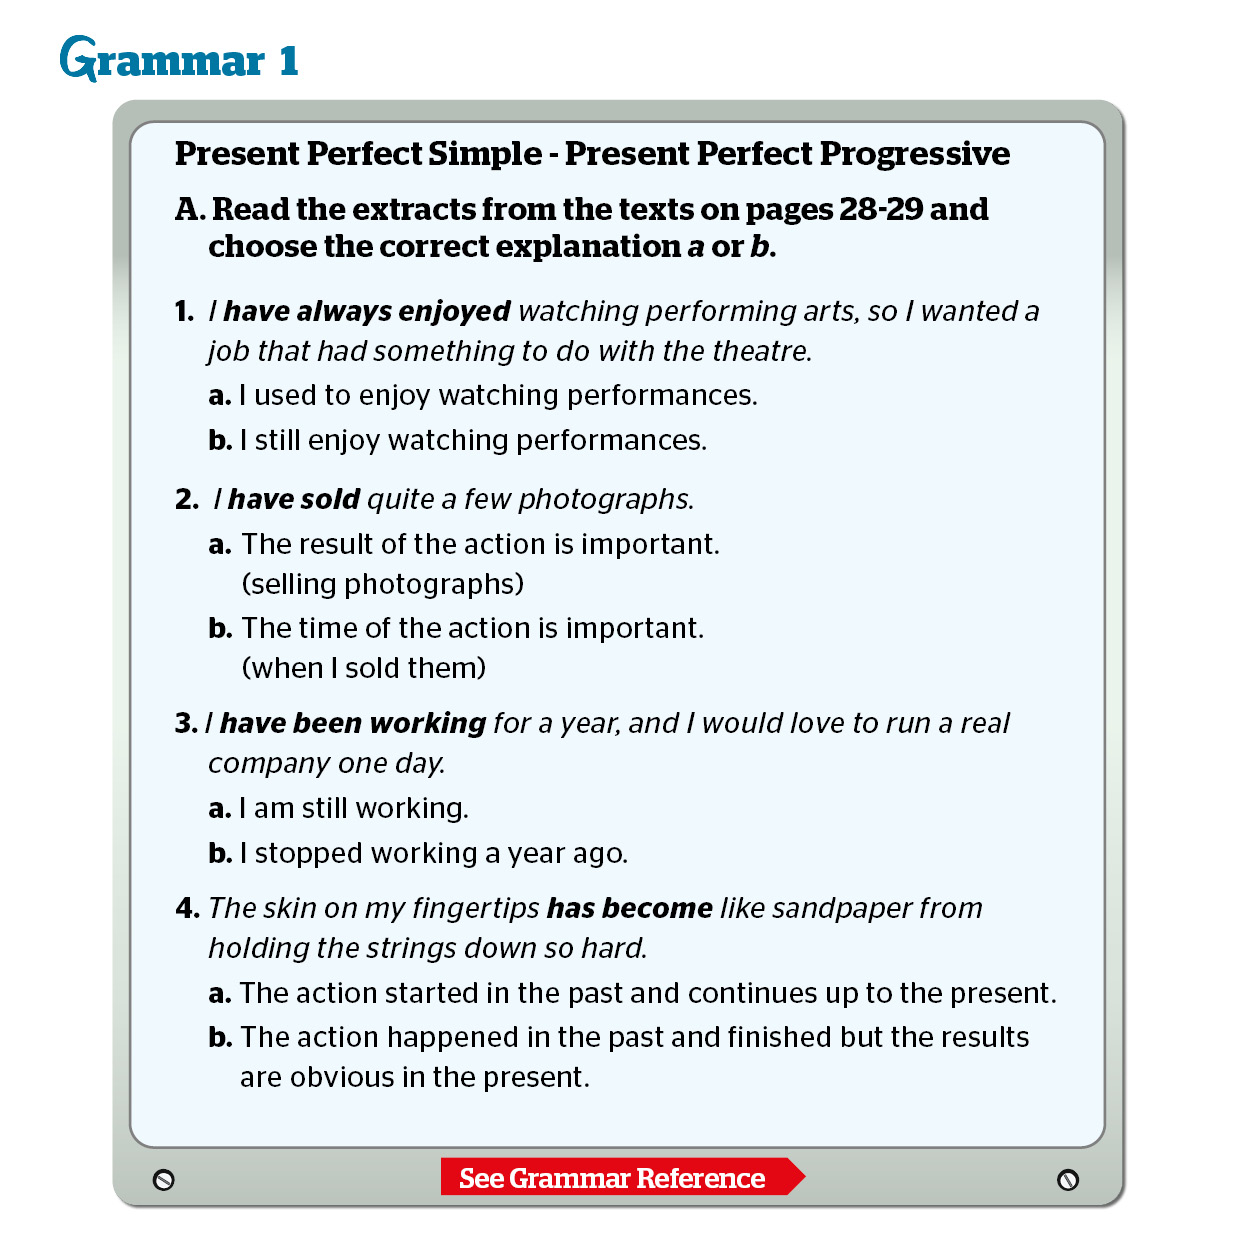 Grammar 1
Present Perfect Simple - Present Perfect Progressive
A. Read the extracts from the texts on pages 28-29 and
choose the correct explanation a or b.
1. I have always enjoyed watching performing arts, so I wanted a
job that had something to do with the theatre.
a. I used to enjoy watching performances.
b. I still enjoy watching performances.
2. I have sold quite a few photographs.
a. The result of the action is important.
(selling photographs)
b. The time of the action is important.
(when I sold them)
3. I have been working for a year, and I would love to run a real
company one day.
a. I am still working.
b. I stopped working a year ago.
4. The skin on my fingertips has become like sandpaper from
holding the strings down so hard.
a. The action started in the past and continues up to the present.
b. The action happened in the past and finished but the results
are obvious in the present.
See Grammar Reference